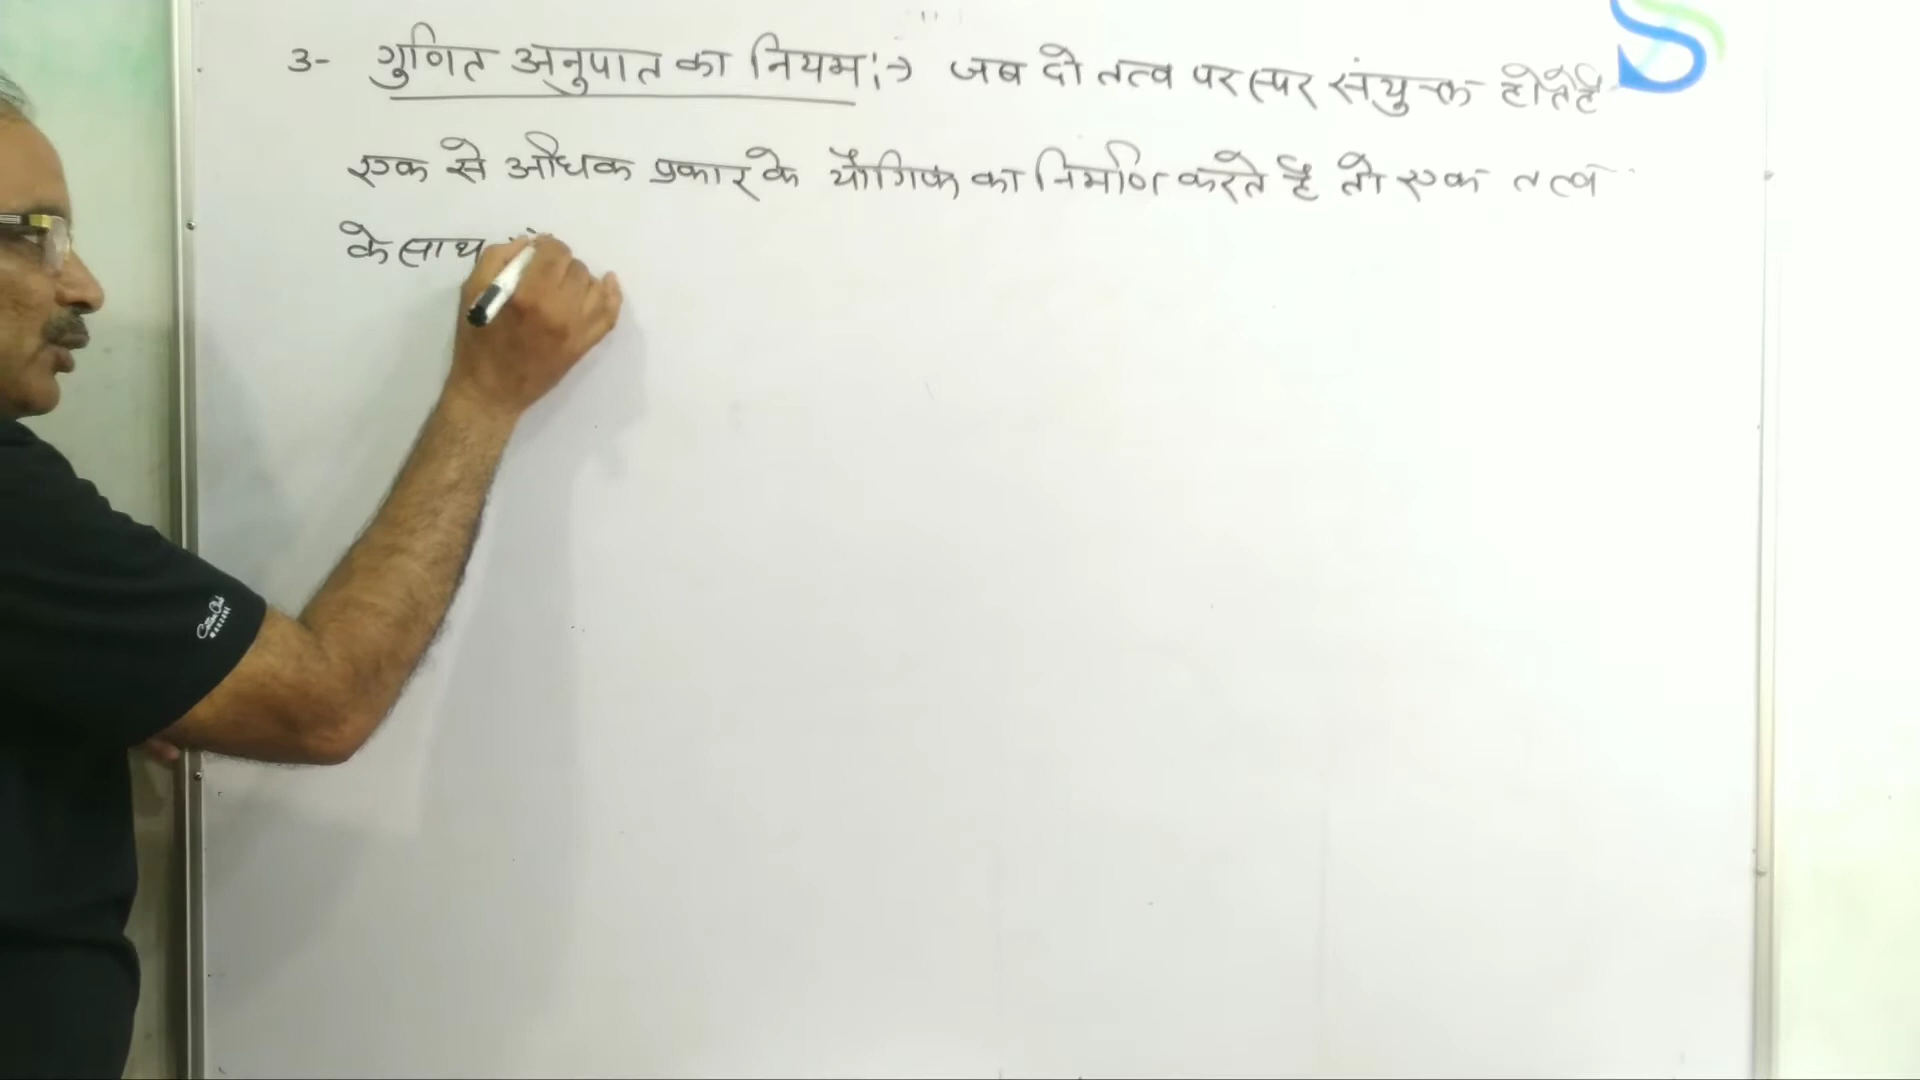 3- गुणित अनुपात का नियम:→ जब दो तत्व परस्पर संयुक्त होतेहै
एक से अधिक प्रकार के यौगिक का निर्माण करते है तो एक तत्व
के साथ